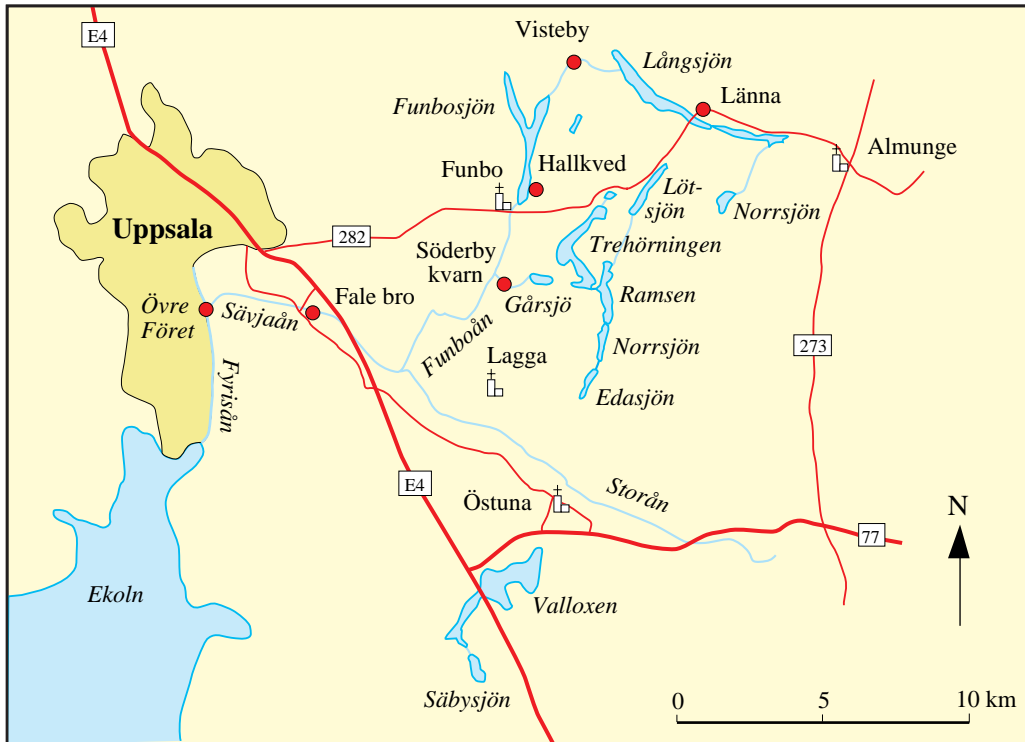 E4
Visteby
Långsjön
Funbosjön
Länna
Almunge
Funbo
Hallkved
Löt-
sjön
Norrsjön
Uppsala
282
Trehörningen
Söderby
kvarn
Gårsjö
Ramsen
Övre
Föret
Sävjaån
Fale bro
Funboån
Norrsjön
273
Fyrisån
Lagga
Edasjön
E4
Östuna
Storån
N
77
Ekoln
Valloxen
Säbysjön
0 5 10 km